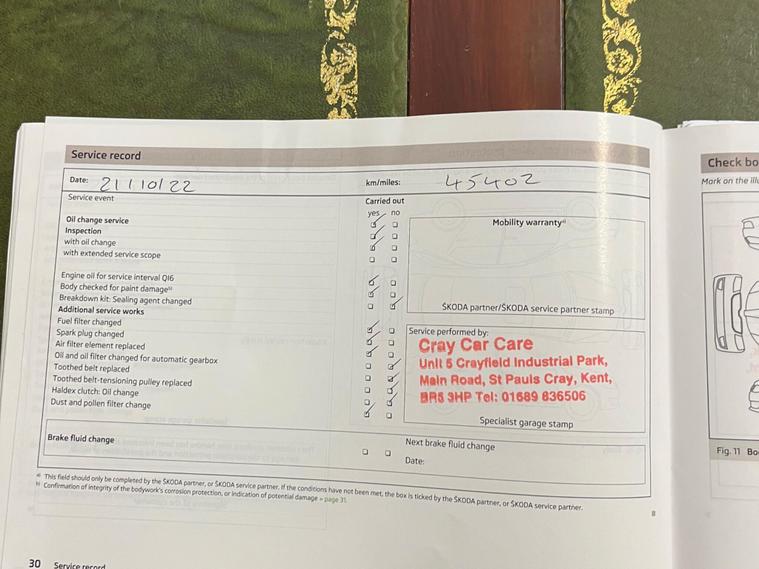 Service record
Date: 21/10/22 km/miles: 45402
Service event Carried out
yes no
Oil change service
Inspection
with oil change
with extended service scope
Mobility warranty a)
Engine oil for service interval QI6
Body checked for paint damage b)
Breakdown kit: Sealing agent changed
ŠKODA partner/ŠKODA service partner stamp
Additional service works
Fuel filter changed
Spark plug changed
Air filter element replaced
Oil and oil filter changed for automatic gearbox
Toothed belt replaced
Toothed belt-tensioning pulley replaced
Haldex clutch: Oil change
Dust and pollen filter change
Service performed by:
Cray Car Care
Unit 5 Crayfield Industrial Park,
Main Road, St Pauls Cray, Kent,
BR5 3HP Tel: 01689 836506
Specialist garage stamp
Brake fluid change
Next brake fluid change
Date:
a) This field should only be completed by the ŠKODA partner, or ŠKODA service partner. If the conditions have not been met, the box is ticked by the ŠKODA partner, or ŠKODA service partner.
b) Confirmation of integrity of the bodywork's corrosion protection, or indication of potential damage » page 31.
30 Service record
Check bo
Mark on the illu
Fig. 11 Bo